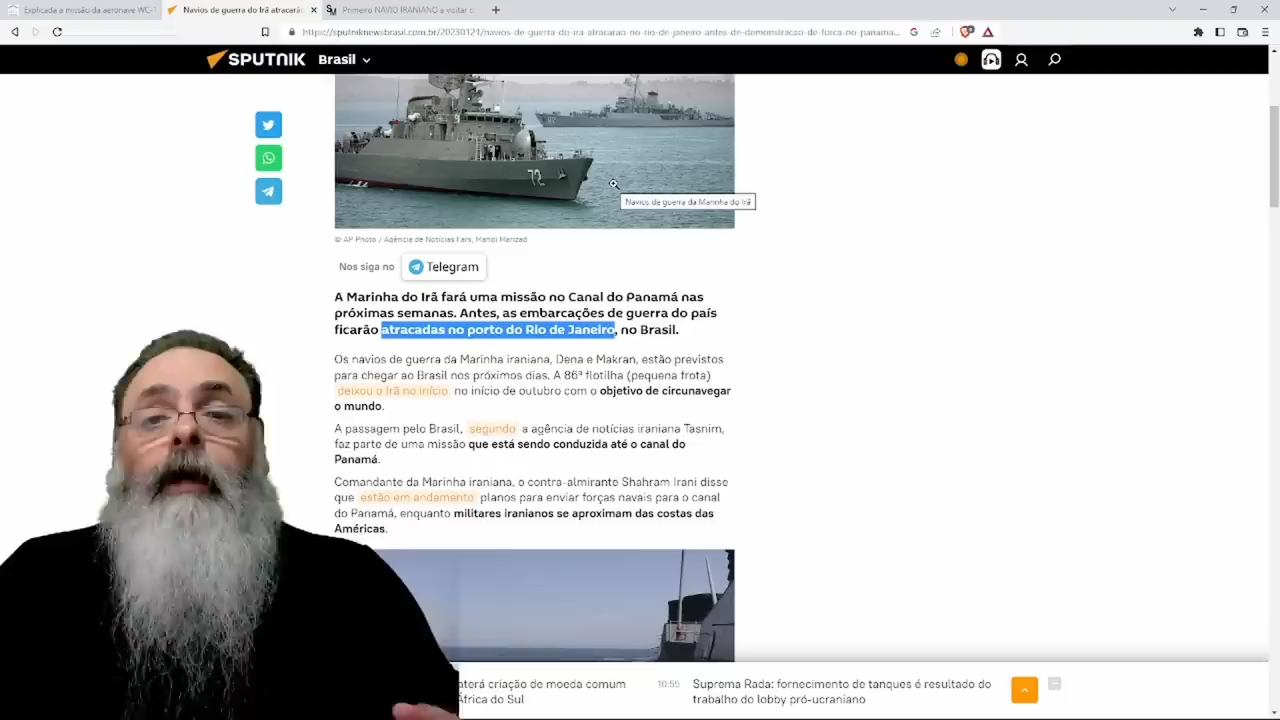 Explicada a missão da aeronave WC-1
Navios de guerra do Irã atracarão
Primeiro NAVIO IRANIANO a visitar o
https://sputniknewsbrasil.com.br/20230121/navios-de-guerra-do-ira-atracarao-no-rio-de-janeiro-antes-de-demonstracao-de-forca-no-panama...
SPUTNIK Brasil
72
82
Navios de guerra da Marinha do Irã
© AP Photo / Agência de Notícias Fars, Mahdi Marizad
Nos siga no Telegram
A Marinha do Irã fará uma missão no Canal do Panamá nas
próximas semanas. Antes, as embarcações de guerra do país
ficarão atracadas no porto do Rio de Janeiro, no Brasil.
Os navios de guerra da Marinha iraniana, Dena e Makran, estão previstos
para chegar ao Brasil nos próximos dias. A 86ª flotilha (pequena frota)
deixou o Irã no início no início de outubro com o objetivo de circunavegar
o mundo.
A passagem pelo Brasil, segundo a agência de notícias iraniana Tasnim,
faz parte de uma missão que está sendo conduzida até o canal do
Panamá.
Comandante da Marinha iraniana, o contra-almirante Shahram Irani disse
que estão em andamento planos para enviar forças navais para o canal
do Panamá, enquanto militares iranianos se aproximam das costas das
Américas.
aterá criação de moeda comum
África do Sul
10:55
Suprema Rada: fornecimento de tanques é resultado do
trabalho do lobby pró-ucraniano